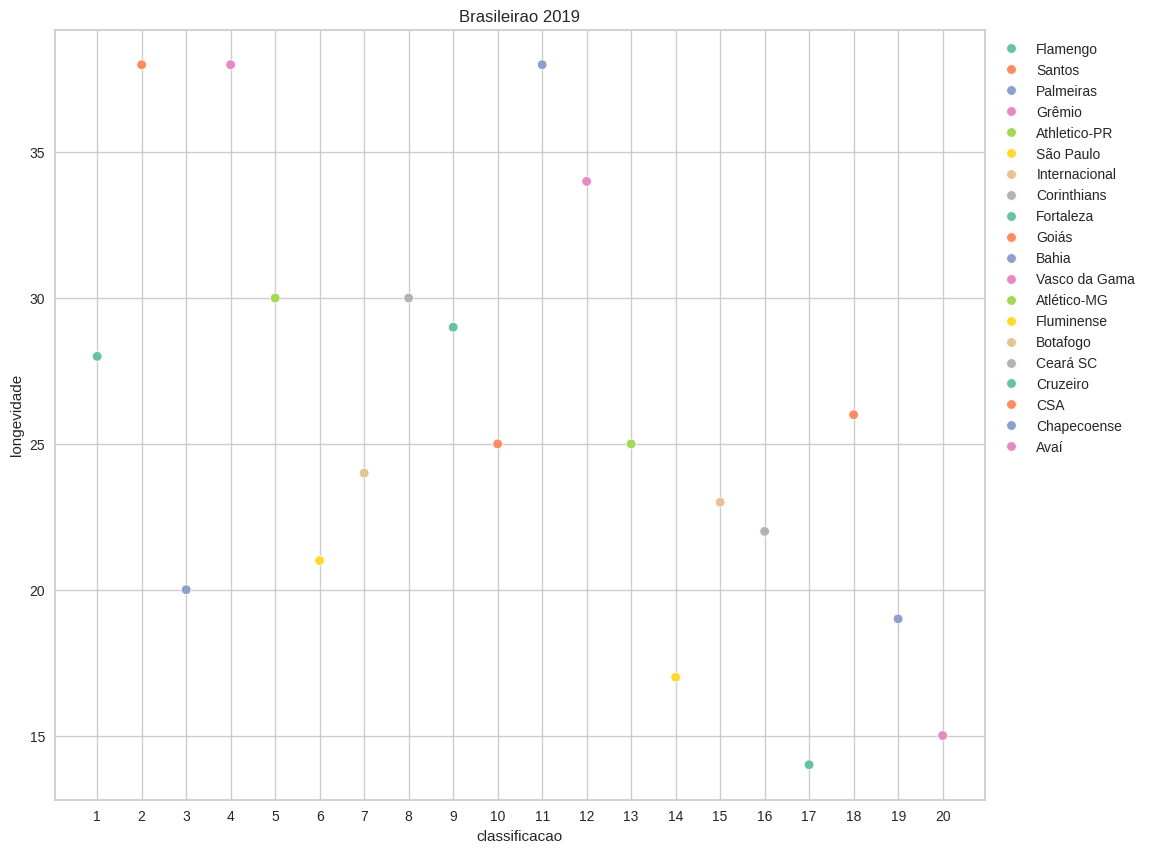 Brasileirao 2019
longevidade
35
30
25
20
15
1 2 3 4 5 6 7 8 9 10 11 12 13 14 15 16 17 18 19 20
classificacao
Flamengo
Santos
Palmeiras
Grêmio
Athletico-PR
São Paulo
Internacional
Corinthians
Fortaleza
Goiás
Bahia
Vasco da Gama
Atlético-MG
Fluminense
Botafogo
Ceará SC
Cruzeiro
CSA
Chapecoense
Avaí